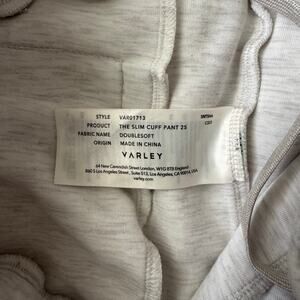 STYLE VAR01713
PRODUCT THE SLIM CUFF PANT 25
FABRIC NAME DOUBLESOFT
ORIGIN MADE IN CHINA
VARLEY
64 New Cavendish Street London, W1G 8TB England
860 S Los Angeles Street, Suite 513, Los Angeles, CA 90014, USA
varley.com